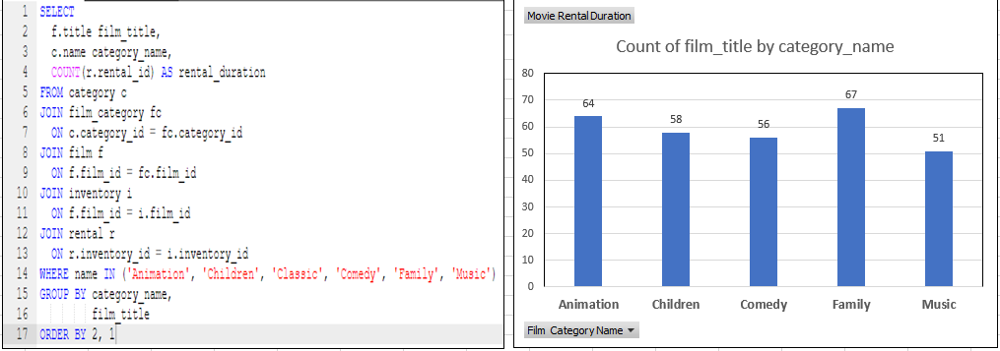 1 SELECT
2 f.title film_title,
3 c.name category_name,
4 COUNT(r.rental_id) AS rental_duration
5 FROM category c
6 JOIN film_category fc
7 ON c.category_id = fc.category_id
8 JOIN film f
9 ON f.film_id = fc.film_id
10 JOIN inventory i
11 ON f.film_id = i.film_id
12 JOIN rental r
13 ON r.inventory_id = i.inventory_id
14 WHERE name IN ('Animation', 'Children', 'Classic', 'Comedy', 'Family', 'Music')
15 GROUP BY category_name,
16 film_title
17 ORDER BY 2, 1
Movie Rental Duration
Count of film_title by category_name
80
70
60
50
40
30
20
10
0
64
58
56
67
51
Animation Children Comedy Family Music
Film Category Name